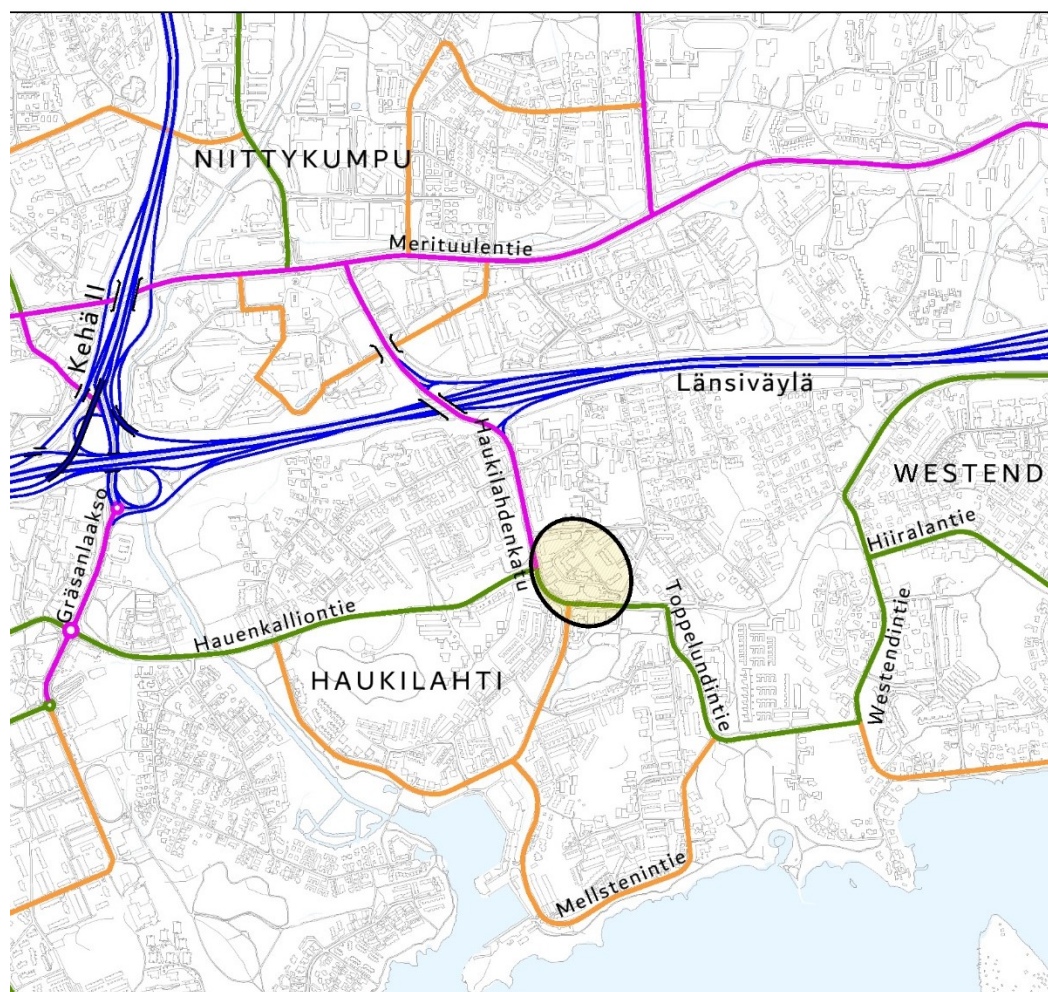 NIITTYKUMPU
Merituulentie
Kehä II
Länsiväylä
Haukilahdenkatu
WESTEND
Hiiralantie
Gräsanlaakso
Hauenkalliontie
Toppelundintie
HAUKILAHTI
Westendintie
Mellstenintie